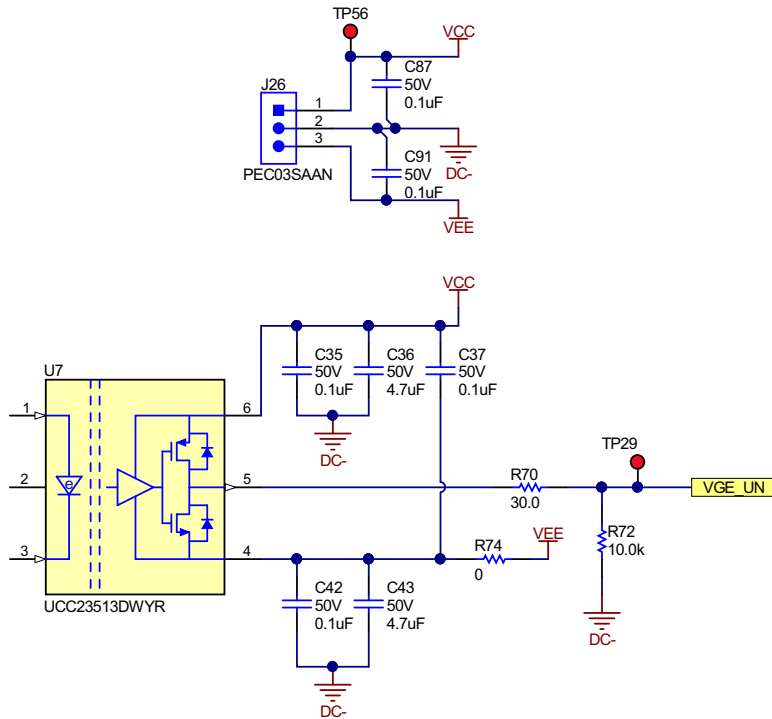 TP56
VCC
C87
50V
0.1uF
J26
1
2
3
PEC03SAAN
DC-
C91
50V
0.1uF
VEE
VCC
C35
50V
0.1uF
C36
50V
4.7uF
C37
50V
0.1uF
DC-
U7
1
2
3
6
5
4
e
UCC23513DWYR
R70
30.0
TP29
VGE_UN
R72
10.0k
DC-
R74
0
VEE
C42
50V
0.1uF
C43
50V
4.7uF
DC-